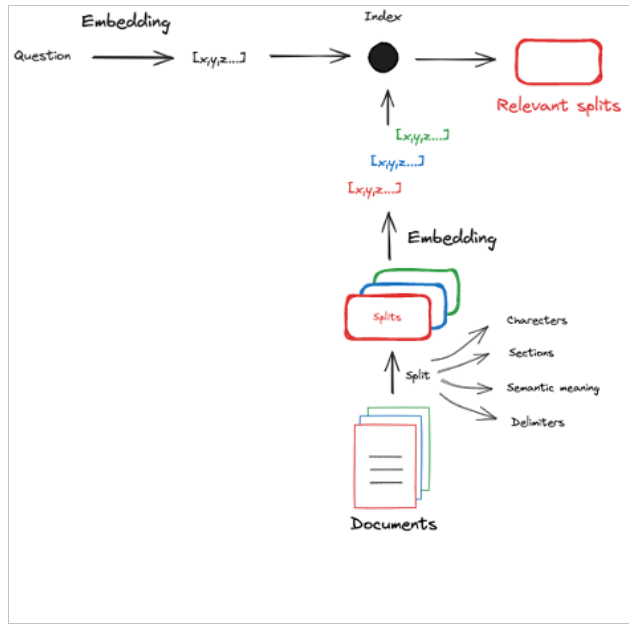 Embedding
Index
Question
[x,y,z...]
Relevant splits
[x,y,z...]
[x,y,z...]
[x,y,z...]
Embedding
Splits
Charecters
Sections
Split
Semantic meaning
Delimiters
Documents